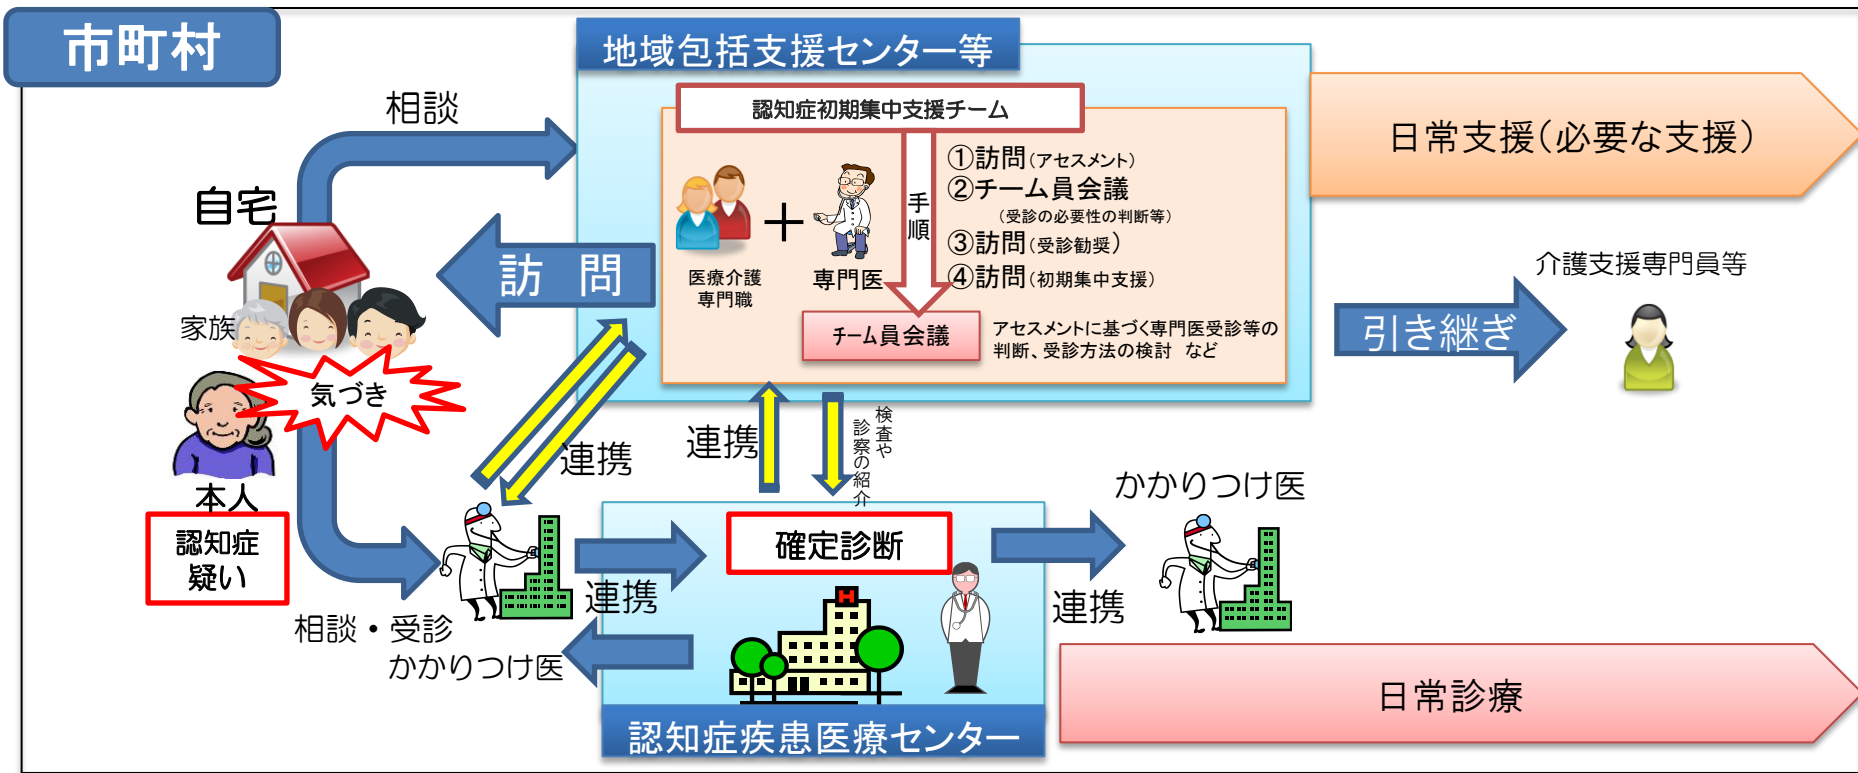 市町村
地域包括支援センター等
相談
認知症初期集中支援チーム
日常支援(必要な支援)
①訪問(アセスメント)
②チーム員会議
(受診の必要性の判断等)
③訪問(受診勧奨)
④訪問(初期集中支援)
手順
自宅
訪 問
医療介護
専門職
+
専門医
チーム員会議
アセスメントに基づく専門医受診等の
判断、受診方法の検討 など
介護支援専門員等
引き継ぎ
家族
気づき
本人
認知症
疑い
連携
連携
検査や
診察の紹介
かかりつけ医
確定診断
H
連携
連携
相談・受診
かかりつけ医
日常診療
認知症疾患医療センター